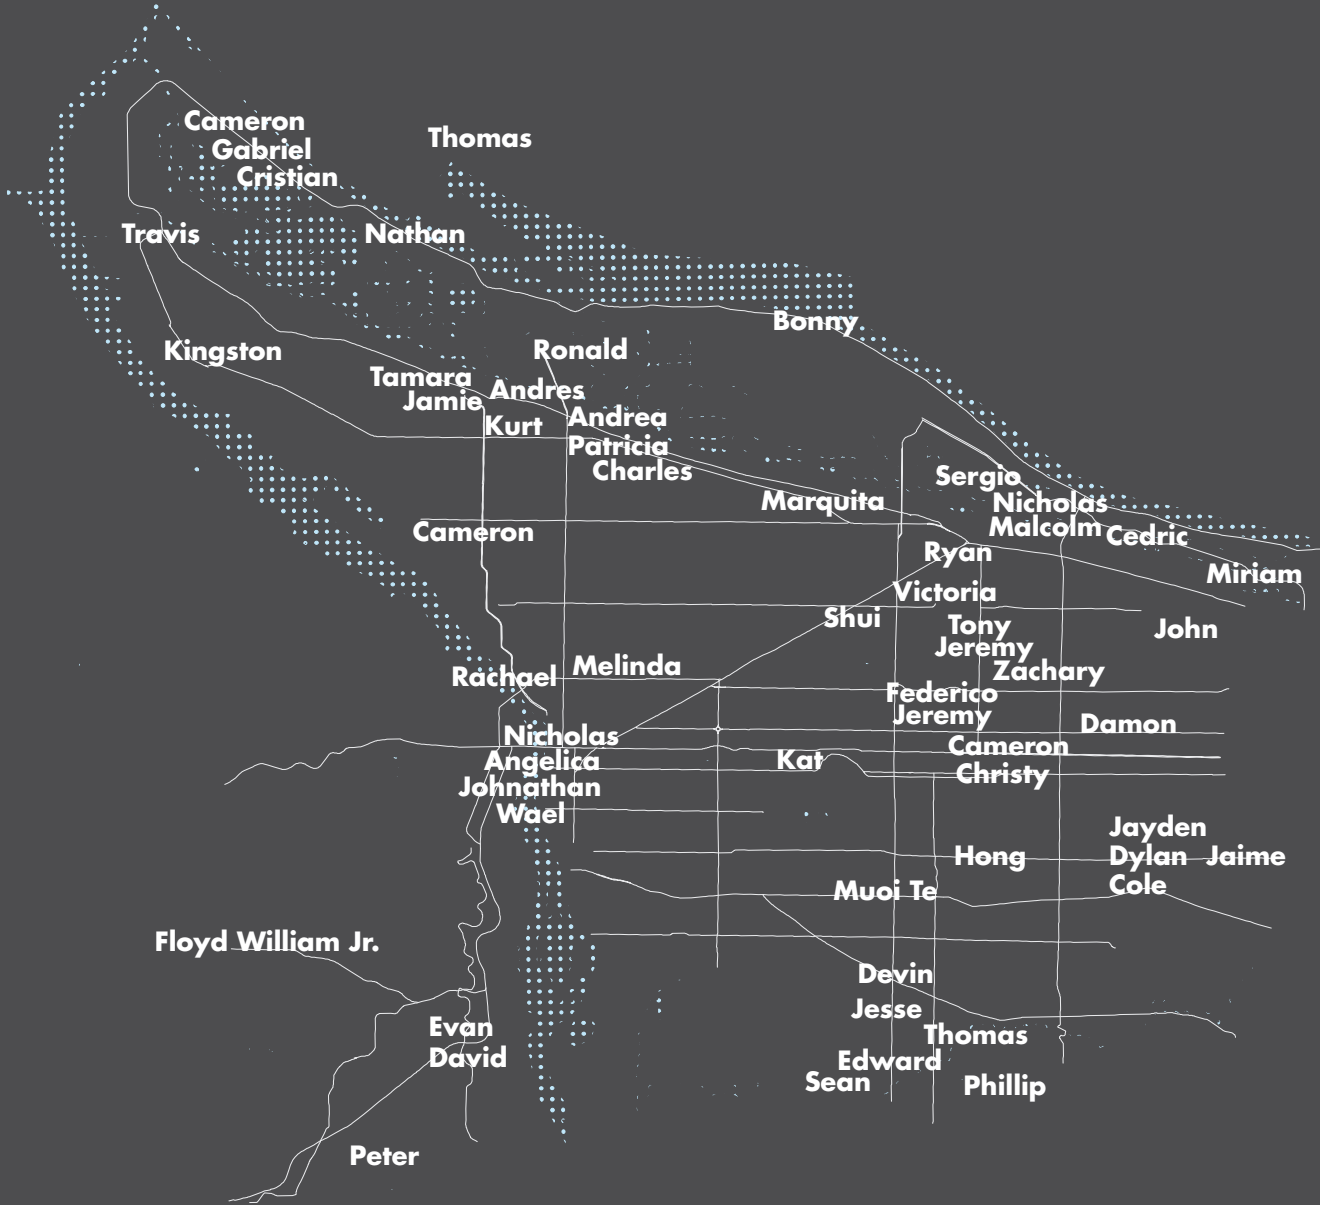 Cameron
Gabriel
Cristian
Thomas
Travis
Nathan
Bonny
Kingston
Ronald
Tamara
Jamie
Andres
Andrea
Kurt
Patricia
Charles
Sergio
Marquita
Nicholas
Malcolm
Cedric
Cameron
Ryan
Miriam
Victoria
Shui
Tony
Jeremy
John
Melinda
Rachael
Zachary
Federico
Jeremy
Damon
Nicholas
Angelica
Johnathan
Wael
Cameron
Kat
Christy
Jayden
Hong
Dylan Jaime
Cole
Muoi Te
Floyd William Jr.
Devin
Jesse
Evan
David
Thomas
Edward
Sean
Phillip
Peter